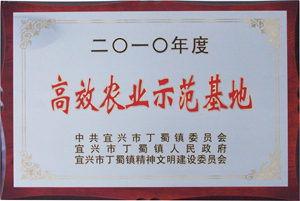 二〇一〇年度
高效农业示范基地
中共宜兴市丁蜀镇委员会
宜兴市丁蜀镇人民政府
宜兴市丁蜀镇精神文明建设委员会